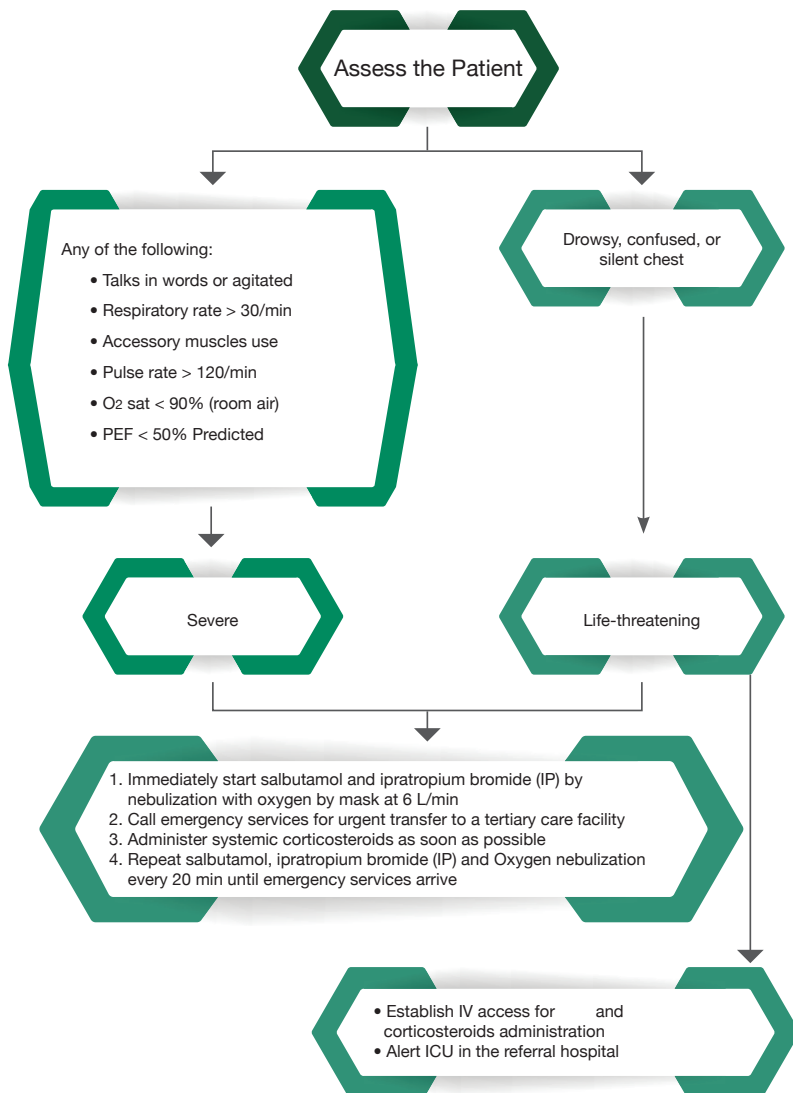 Assess the Patient
Any of the following:
• Talks in words or agitated
• Respiratory rate > 30/min
• Accessory muscles use
• Pulse rate > 120/min
• O2 sat < 90% (room air)
• PEF < 50% Predicted
Drowsy, confused, or
silent chest
Severe
Life-threatening
1. Immediately start salbutamol and ipratropium bromide (IP) by
nebulization with oxygen by mask at 6 L/min
2. Call emergency services for urgent transfer to a tertiary care facility
3. Administer systemic corticosteroids as soon as possible
4. Repeat salbutamol, ipratropium bromide (IP) and Oxygen nebulization
every 20 min until emergency services arrive
• Establish IV access for and
corticosteroids administration
• Alert ICU in the referral hospital